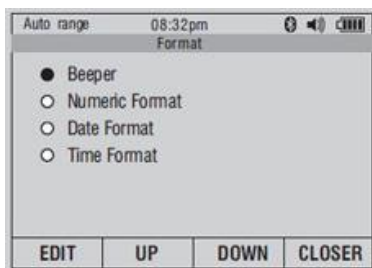 Auto range 08:32pm
Format
Beeper
Numeric Format
Date Format
Time Format
EDIT UP DOWN CLOSER